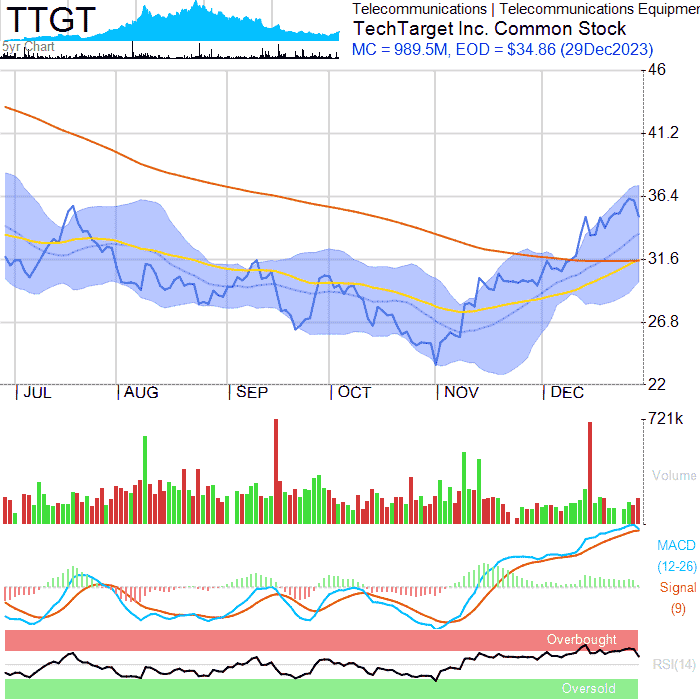 TTGT
5yr Chart
Telecommunications | Telecommunications Equipmen
TechTarget Inc. Common Stock
MC = 989.5M, EOD = $34.86 (29Dec2023)
46
41.2
36.4
31.6
26.8
22
JUL AUG SEP OCT NOV DEC
721k
Volume
MACD
(12-26)
Signal
(9)
Overbought
RSI(14)
Oversold